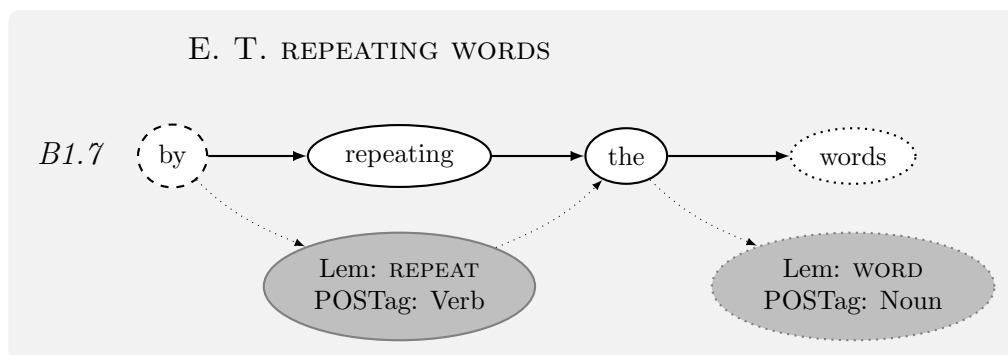 E. T. REPEATING WORDS
B1.7 by repeating the words
Lem: REPEAT
POSTag: Verb
Lem: WORD
POSTag: Noun